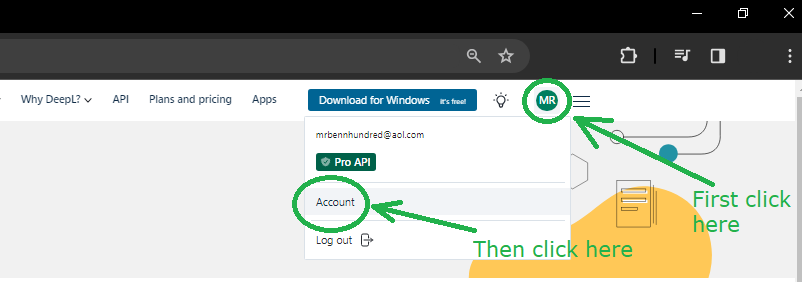 Why DeepL? API Plans and pricing Apps Download for Windows It's free! MR
mrbennhundred@aol.com
Pro API
Account
First click
here
Log out
Then click here